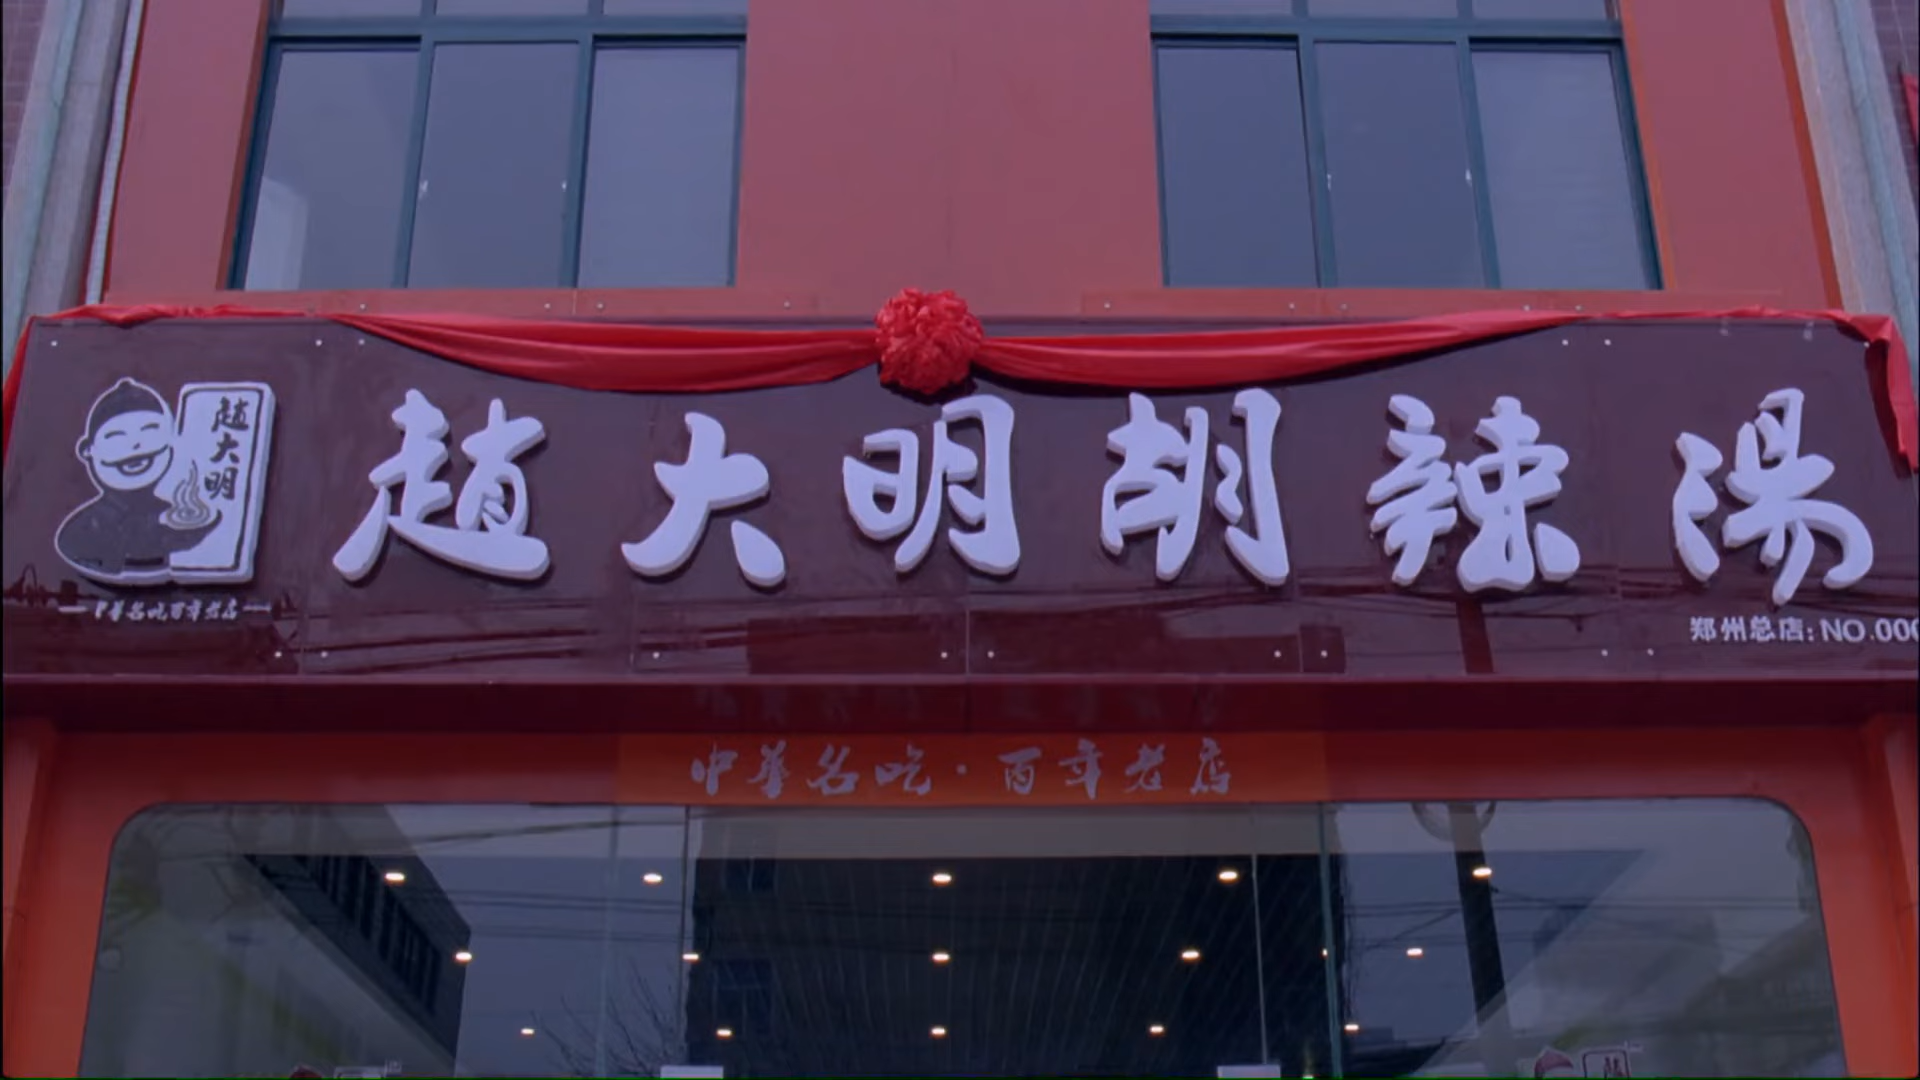 趙大明
中華名吃百年老店
趙大明胡辣湯
郑州总店:NO.000
中華名吃·百年老店